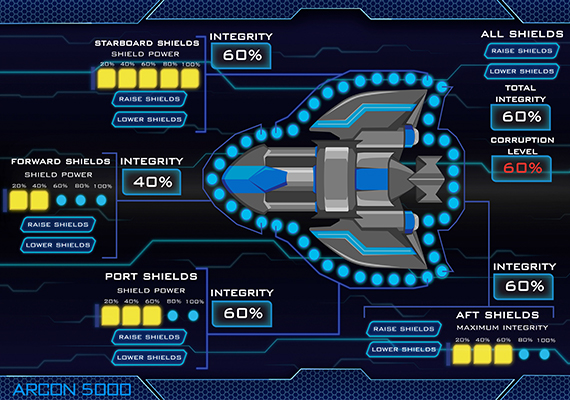 STARBOARD SHIELDS
SHIELD POWER
20% 40% 60% 80% 100%
RAISE SHIELDS
LOWER SHIELDS
INTEGRITY
60%
ALL SHIELDS
RAISE SHIELDS
LOWER SHIELDS
TOTAL
INTEGRITY
60%
CORRUPTION
LEVEL
60%
FORWARD SHIELDS
SHIELD POWER
20% 40% 60% 80% 100%
RAISE SHIELDS
LOWER SHIELDS
INTEGRITY
40%
PORT SHIELDS
SHIELD POWER
20% 40% 60% 80% 100%
RAISE SHIELDS
LOWER SHIELDS
INTEGRITY
60%
INTEGRITY
60%
AFT SHIELDS
MAXIMUM INTEGRITY
20% 40% 60% 80% 100%
RAISE SHIELDS
LOWER SHIELDS
ARCON 5000